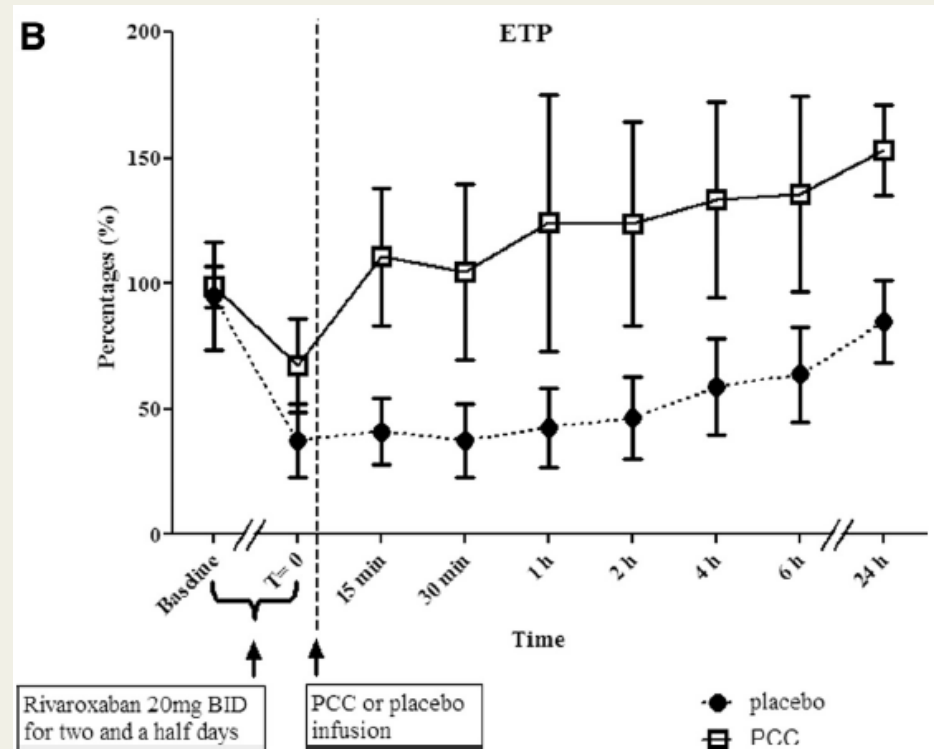 B
ETP
200
150
100
50
0
Percentages (%)
Baseline
T= 0
15 min
30 min
1 h
2 h
4 h
6 h
24 h
Time
Rivaroxaban 20mg BID
for two and a half days
PCC or placebo
infusion
placebo
PCC